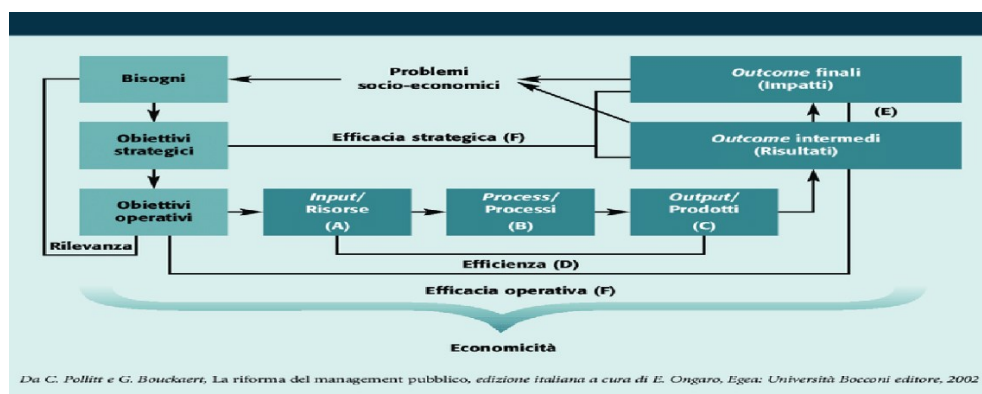 Bisogni
Problemi
socio-economici
Outcome finali
(Impatti)
(E)
Obiettivi
strategici
Efficacia strategica (F)
Outcome intermedi
(Risultati)
Obiettivi
operativi
Input/
Risorse
(A)
Process/
Processi
(B)
Output/
Prodotti
(C)
Rilevanza
Efficienza (D)
Efficacia operativa (F)
Economicità
Da C. Pollitt e G. Bouckaert, La riforma del management pubblico, edizione italiana a cura di E. Ongaro, Egea: Università Bocconi editore, 2002